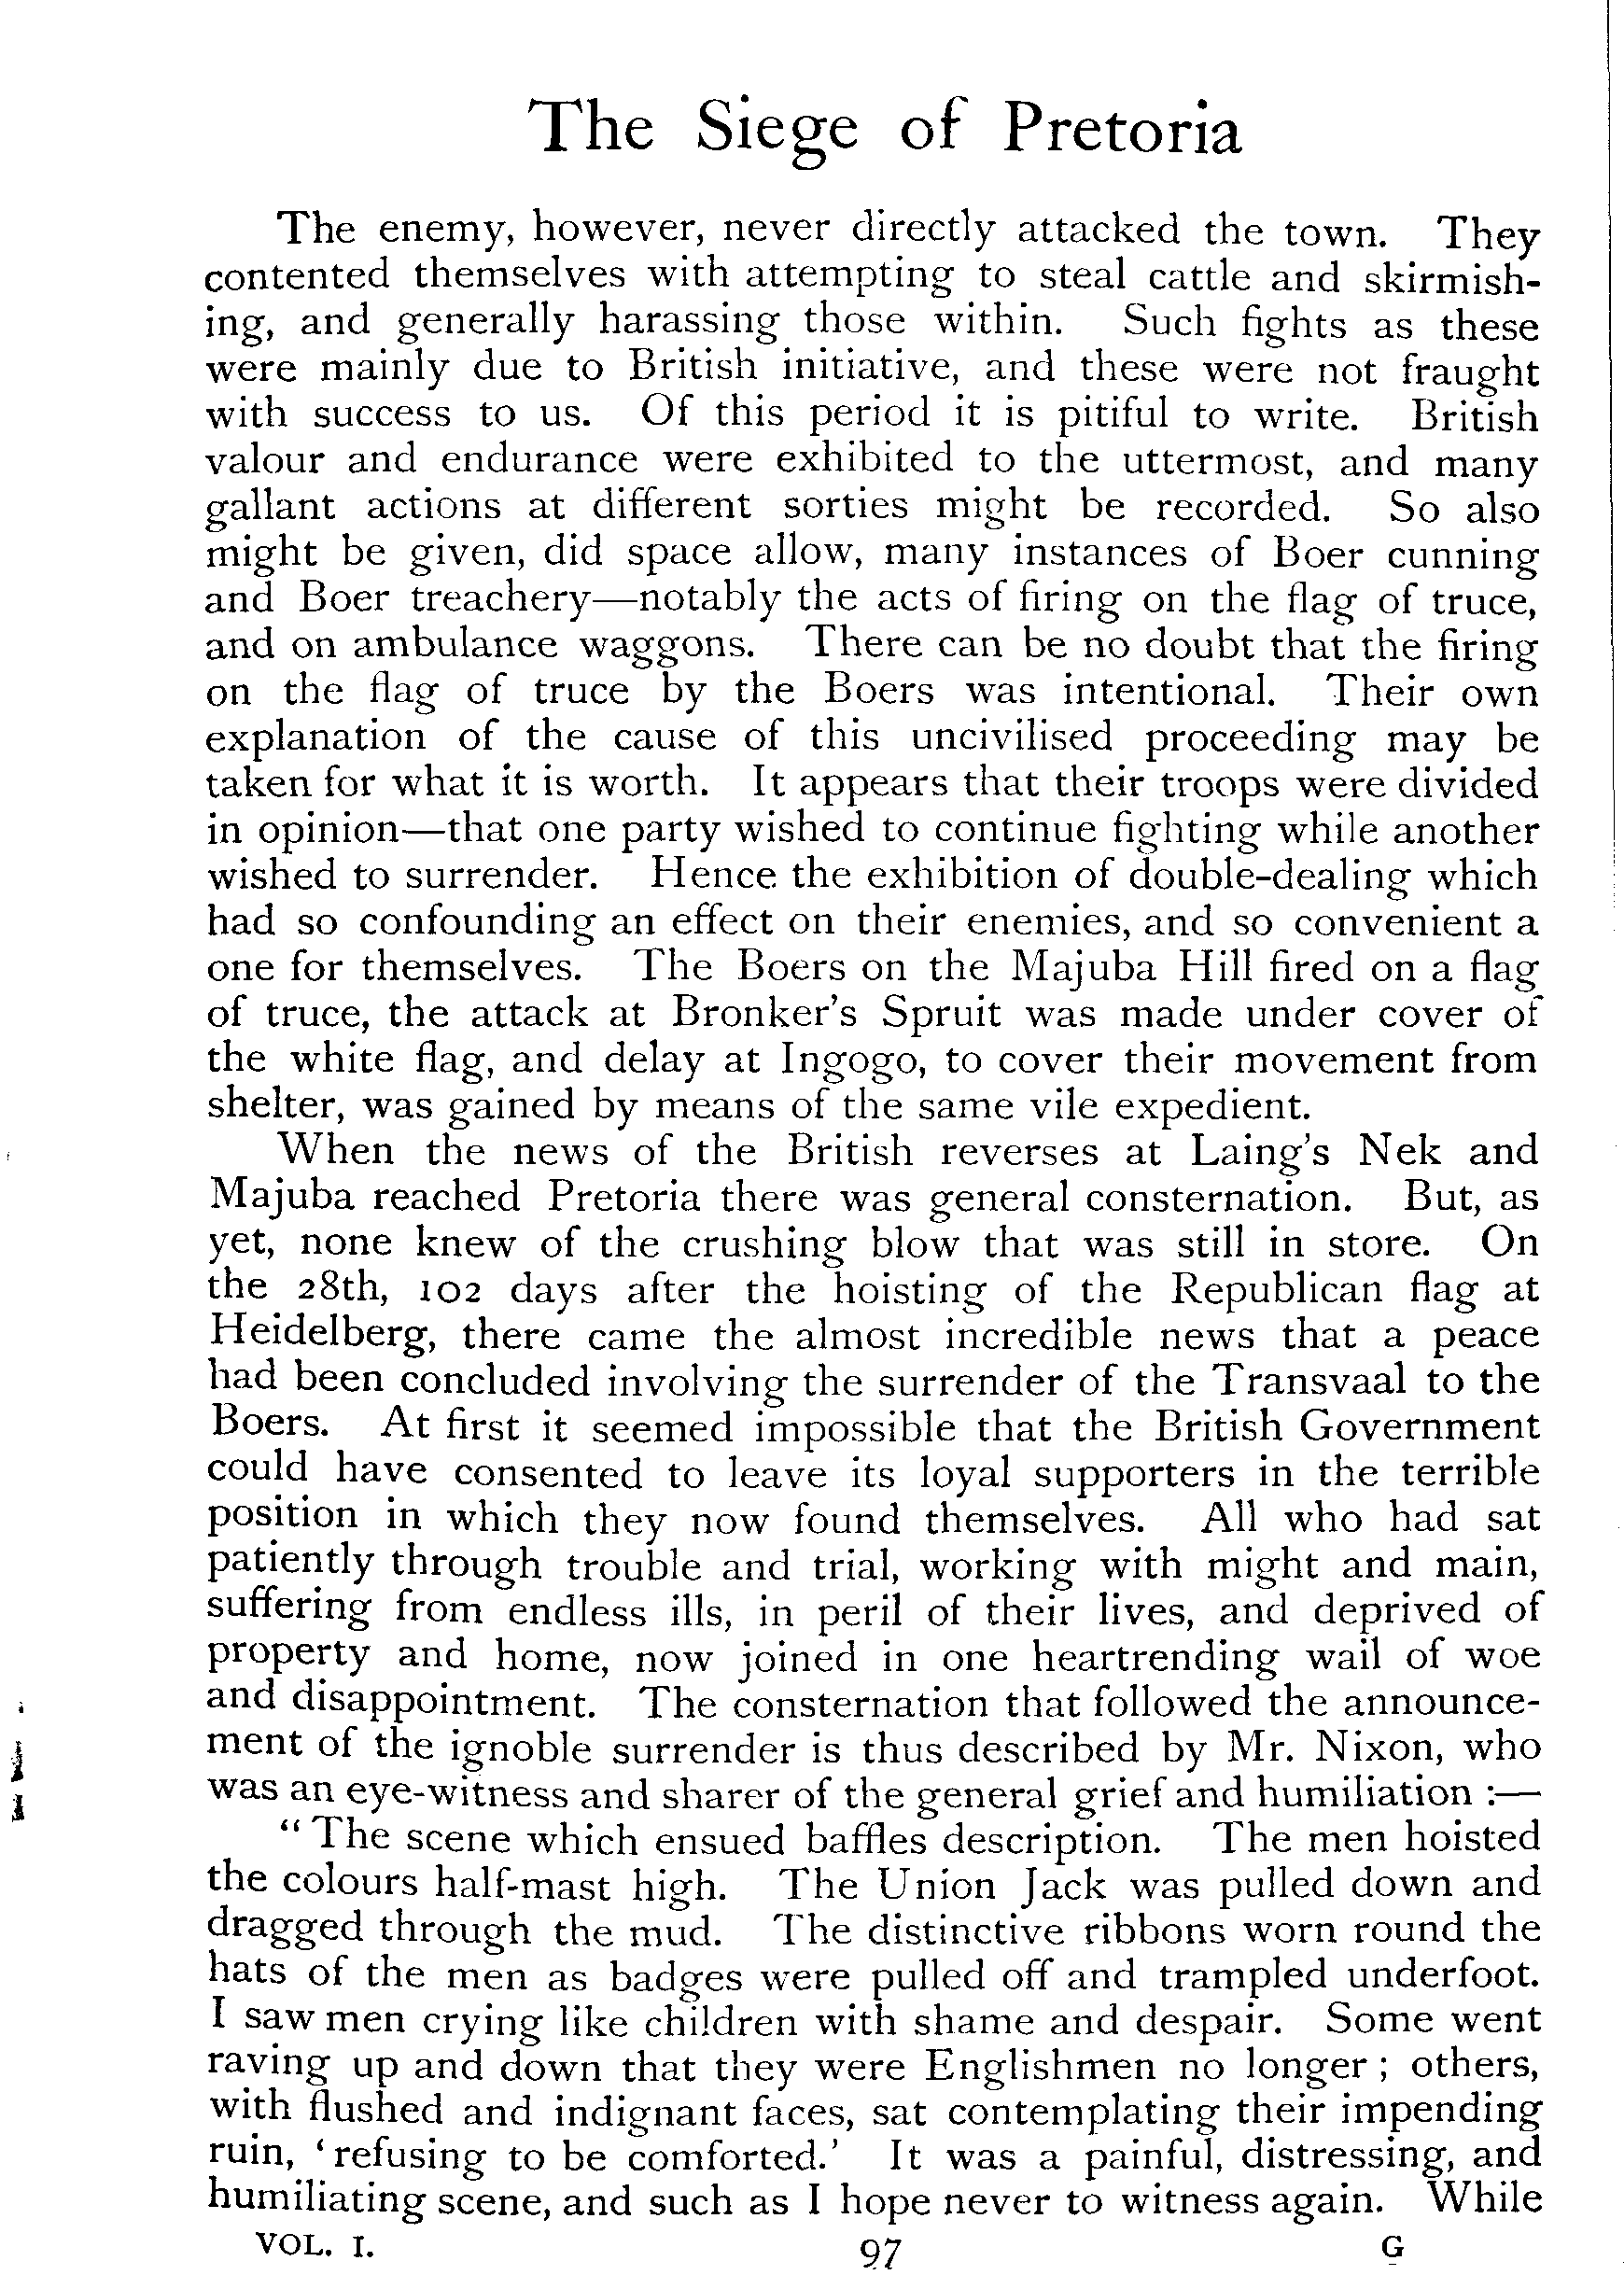 The Siege of Pretoria
The enemy, however, never directly attacked the town. They
contented themselves with attempting to steal cattle and skirmish-
ing, and generally harassing those within. Such fights as these
were mainly due to British initiative, and these were not fraught
with success to us. Of this period it is pitiful to write. British
valour and endurance were exhibited to the uttermost, and many
gallant actions at different sorties might be recorded. So also
might be given, did space allow, many instances of Boer cunning
and Boer treachery—notably the acts of firing on the flag of truce,
and on ambulance waggons. There can be no doubt that the firing
on the flag of truce by the Boers was intentional. Their own
explanation of the cause of this uncivilised proceeding may be
taken for what it is worth. It appears that their troops were divided
in opinion—that one party wished to continue fighting while another
wished to surrender. Hence the exhibition of double-dealing which
had so confounding an effect on their enemies, and so convenient a
one for themselves. The Boers on the Majuba Hill fired on a flag
of truce, the attack at Bronker's Spruit was made under cover of
the white flag, and delay at Ingogo, to cover their movement from
shelter, was gained by means of the same vile expedient.
When the news of the British reverses at Laing's Nek and
Majuba reached Pretoria there was general consternation. But, as
yet, none knew of the crushing blow that was still in store. On
the 28th, 102 days after the hoisting of the Republican flag at
Heidelberg, there came the almost incredible news that a peace
had been concluded involving the surrender of the Transvaal to the
Boers. At first it seemed impossible that the British Government
could have consented to leave its loyal supporters in the terrible
position in which they now found themselves. All who had sat
patiently through trouble and trial, working with might and main,
suffering from endless ills, in peril of their lives, and deprived of
property and home, now joined in one heartrending wail of woe
and disappointment. The consternation that followed the announce-
ment of the ignoble surrender is thus described by Mr. Nixon, who
was an eye-witness and sharer of the general grief and humiliation :—
"The scene which ensued baffles description. The men hoisted
the colours half-mast high. The Union Jack was pulled down and
dragged through the mud. The distinctive ribbons worn round the
hats of the men as badges were pulled off and trampled underfoot.
I saw men crying like children with shame and despair. Some went
raving up and down that they were Englishmen no longer; others,
with flushed and indignant faces, sat contemplating their impending
ruin, 'refusing to be comforted.' It was a painful, distressing, and
humiliating scene, and such as I hope never to witness again. While
VOL. I. 97 G